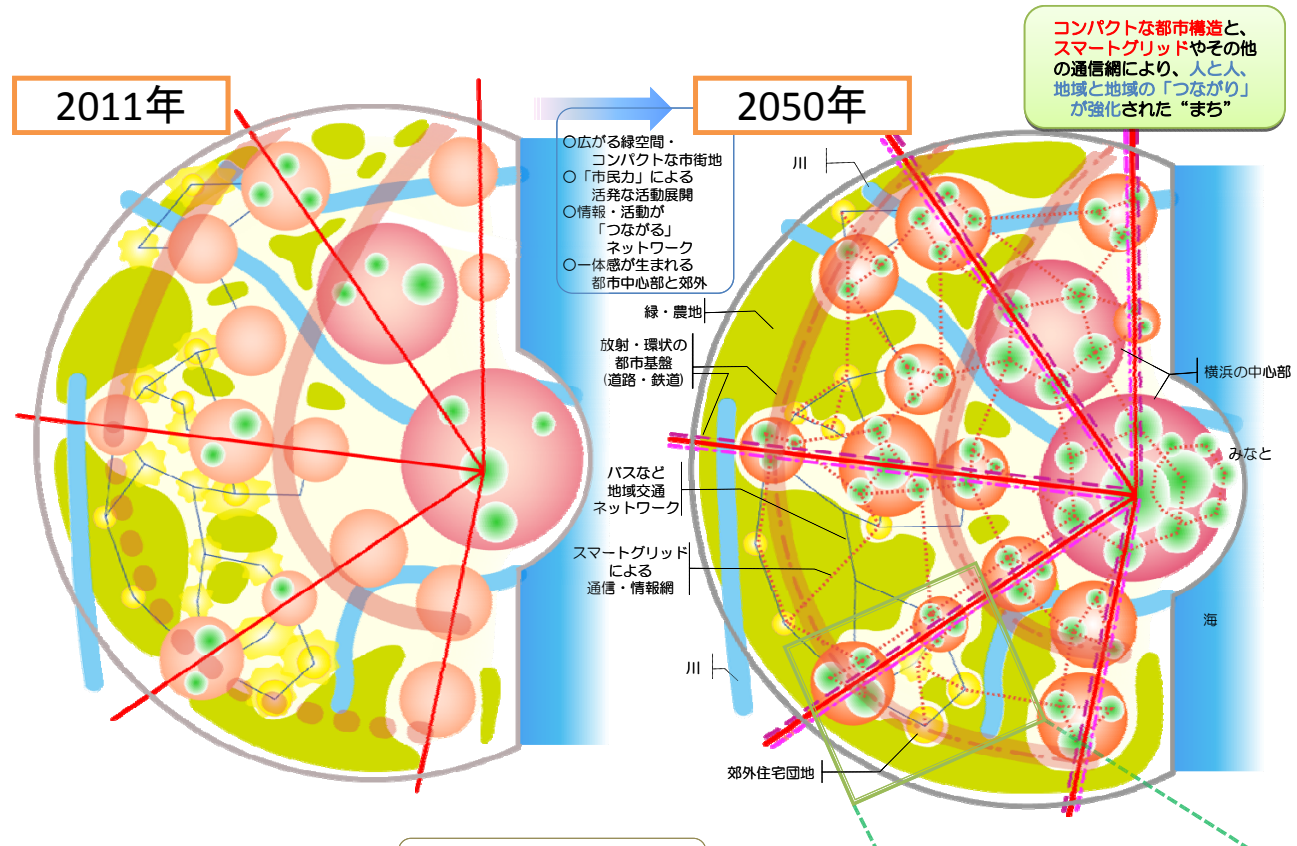 コンパクトな都市構造と、
スマートグリッドやその他
の通信網により、人と人、
地域と地域の「つながり」
が強化された“まち”
2011年
2050年
○広がる緑空間・
コンパクトな市街地
○「市民力」による
活発な活動展開
○情報・活動が
「つながる」
ネットワーク
○一体感が生まれる
都市中心部と郊外
川
緑・農地
放射・環状の
都市基盤
(道路・鉄道)
横浜の中心部
みなと
バスなど
地域交通
ネットワーク
スマートグリッド
による
通信・情報網
海
川
郊外住宅団地